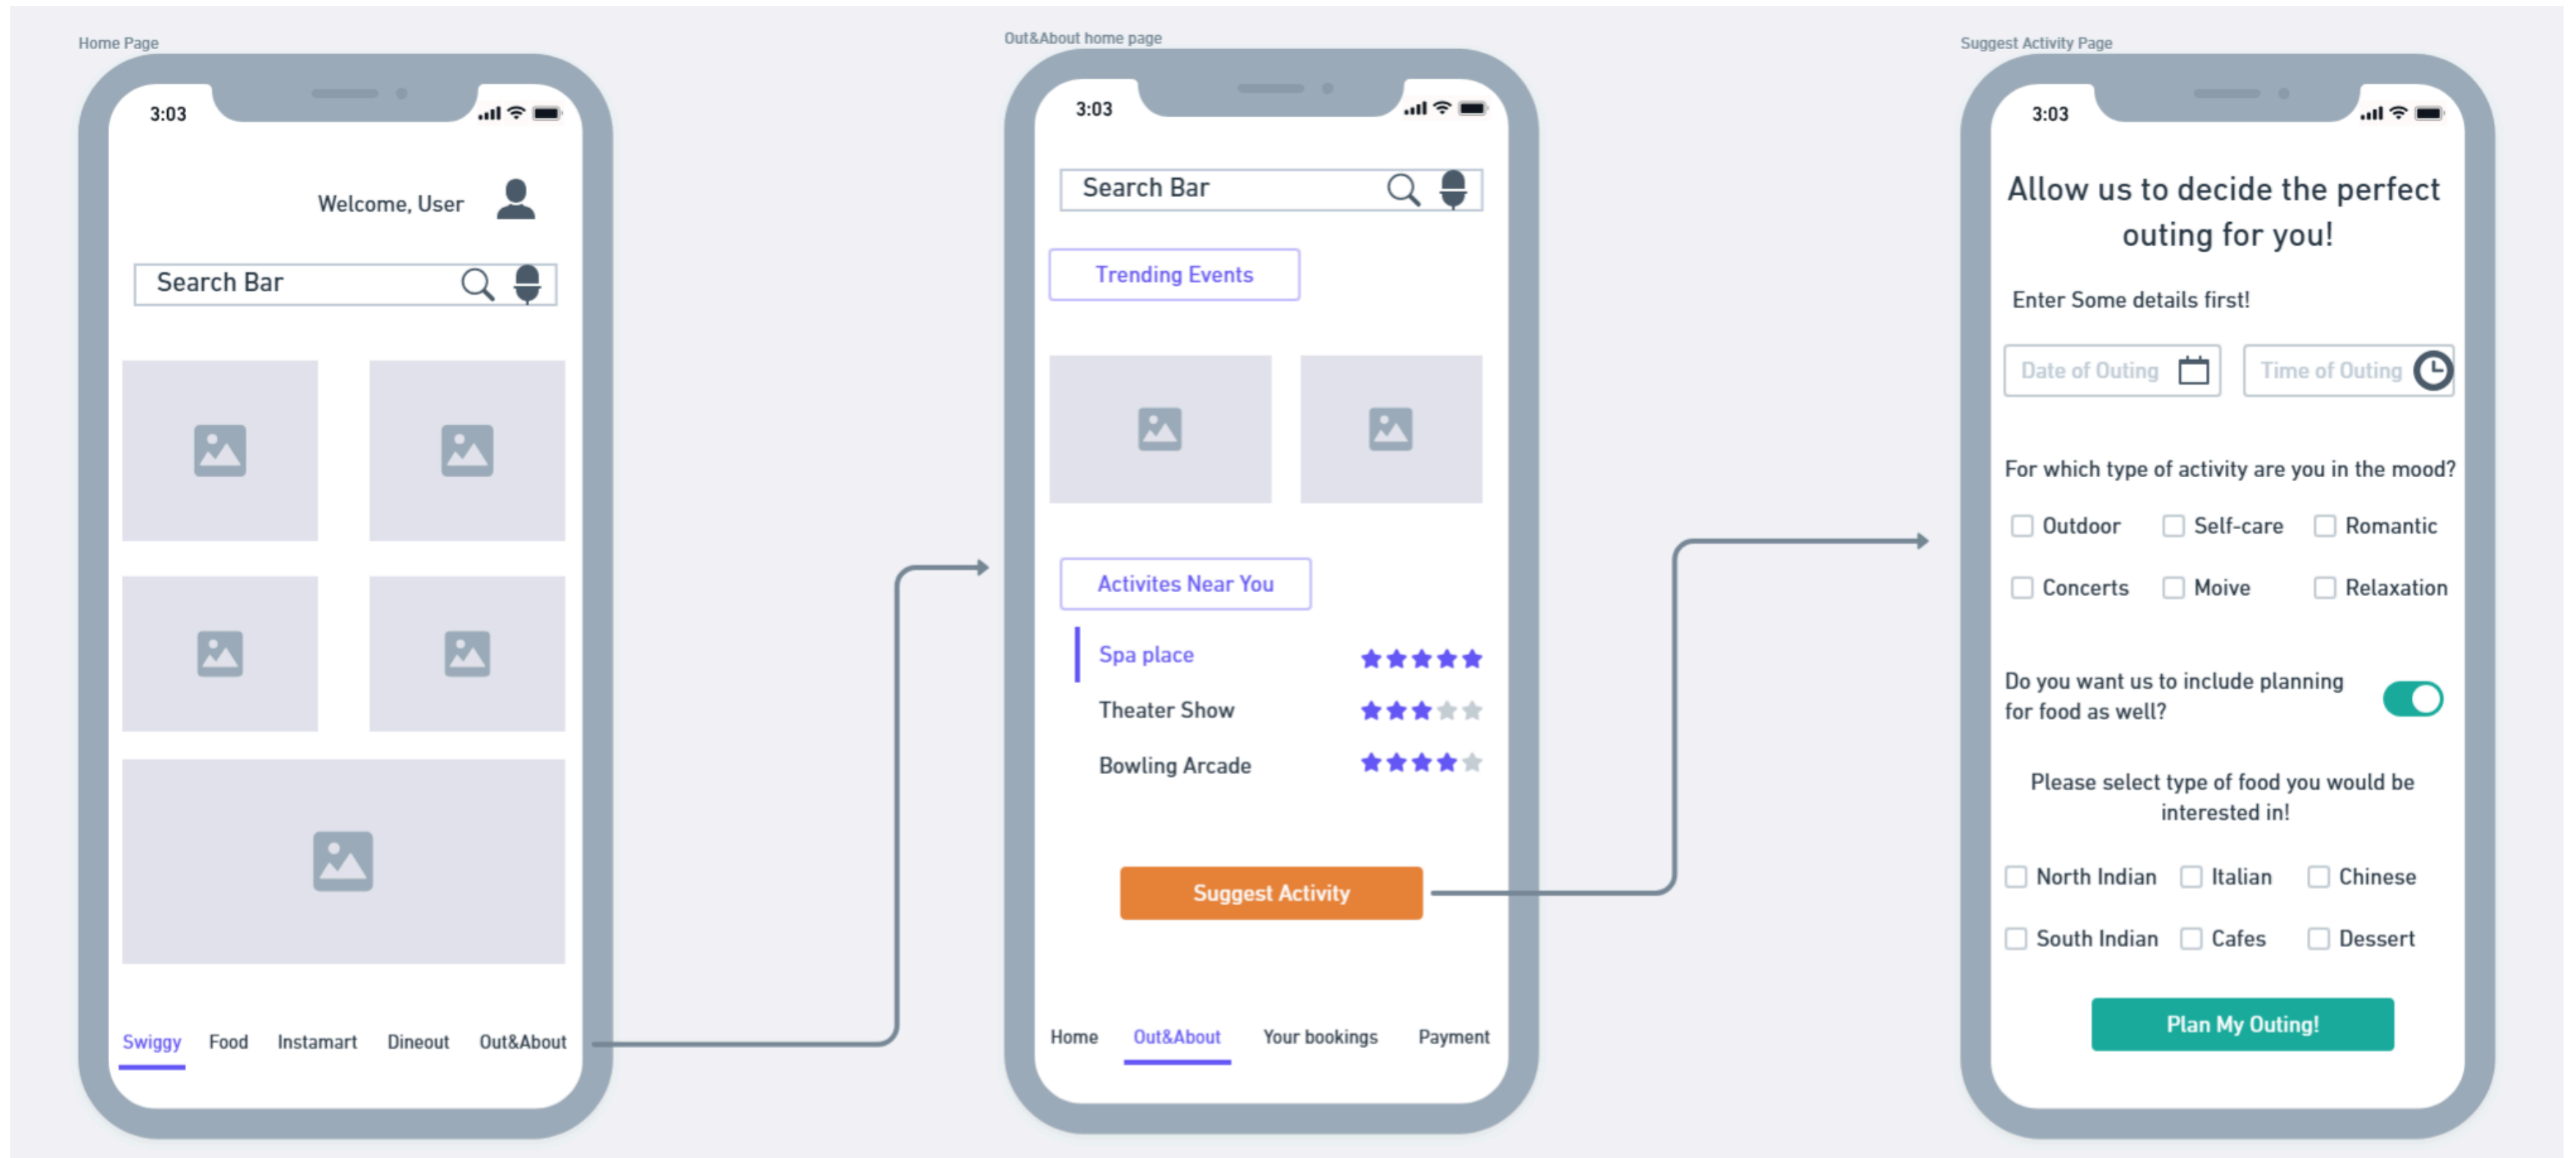 Home Page
3:03
Welcome, User
Search Bar
Swiggy Food Instamart Dineout Out&About
Out&About home page
3:03
Search Bar
Trending Events
Activites Near You
Spa place
Theater Show
Bowling Arcade
Suggest Activity
Home Out&About Your bookings Payment
Suggest Activity Page
3:03
Allow us to decide the perfect
outing for you!
Enter Some details first!
Date of Outing Time of Outing
For which type of activity are you in the mood?
Outdoor Self-care Romantic
Concerts Moive Relaxation
Do you want us to include planning
for food as well?
Please select type of food you would be
interested in!
North Indian Italian Chinese
South Indian Cafes Dessert
Plan My Outing!